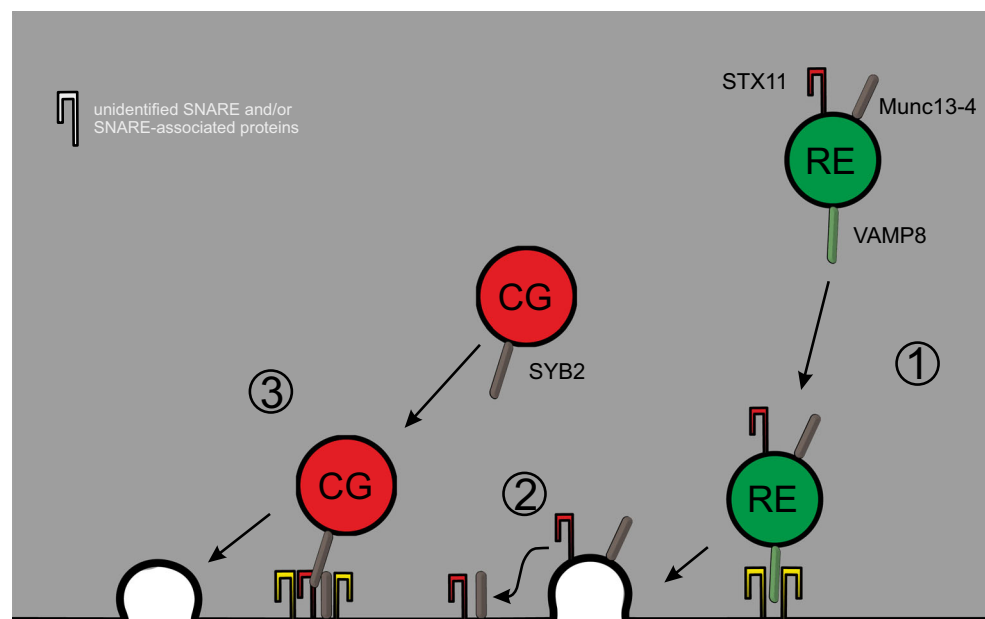 STX11
Munc13-4
unidentified SNARE and/or
SNARE-associated proteins
RE
VAMP8
CG
SYB2
1
3
CG
2
RE